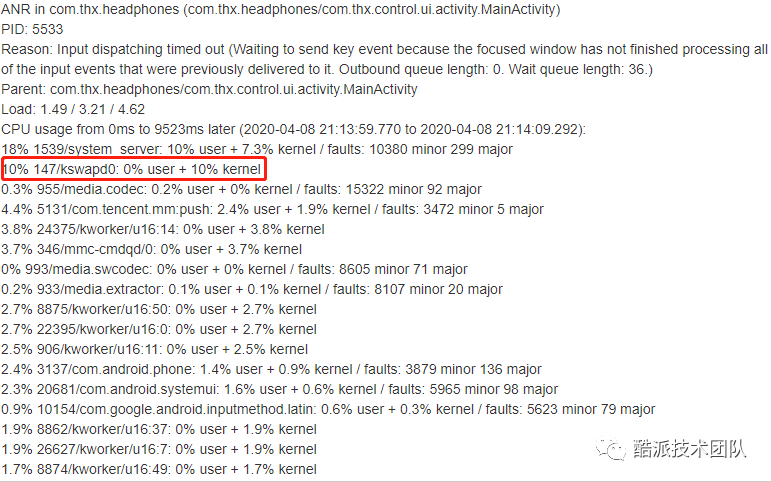 ANR in com.thx.headphones (com.thx.headphones/com.thx.control.ui.activity.MainActivity)
PID: 5533
Reason: Input dispatching timed out (Waiting to send key event because the focused window has not finished processing all
of the input events that were previously delivered to it. Outbound queue length: 0. Wait queue length: 36.)
Parent: com.thx.headphones/com.thx.control.ui.activity.MainActivity
Load: 1.49 / 3.21 / 4.62
CPU usage from 0ms to 9523ms later (2020-04-08 21:13:59.770 to 2020-04-08 21:14:09.292):
18% 1539/system_server: 10% user + 7.3% kernel / faults: 10380 minor 299 major
10% 147/kswapd0: 0% user + 10% kernel
0.3% 955/media.codec: 0.2% user + 0% kernel / faults: 15322 minor 92 major
4.4% 5131/com.tencent.mm:push: 2.4% user + 1.9% kernel / faults: 3472 minor 5 major
3.8% 24375/kworker/u16:14: 0% user + 3.8% kernel
3.7% 346/mmc-cmdqd/0: 0% user + 3.7% kernel
0% 993/media.swcodec: 0% user + 0% kernel / faults: 8605 minor 71 major
0.2% 933/media.extractor: 0.1% user + 0.1% kernel / faults: 8107 minor 20 major
2.7% 8875/kworker/u16:50: 0% user + 2.7% kernel
2.7% 22395/kworker/u16:0: 0% user + 2.7% kernel
2.5% 906/kworker/u16:11: 0% user + 2.5% kernel
2.4% 3137/com.android.phone: 1.4% user + 0.9% kernel / faults: 3879 minor 136 major
2.3% 20681/com.android.systemui: 1.6% user + 0.6% kernel / faults: 5965 minor 98 major
0.9% 10154/com.google.android.inputmethod.latin: 0.6% user + 0.3% kernel / faults: 5623 minor 79 major
1.9% 8862/kworker/u16:37: 0% user + 1.9% kernel
1.9% 26627/kworker/u16:7: 0% user + 1.9% kernel
1.7% 8874/kworker/u16:49: 0% user + 1.7% kernel
酷派技术团队